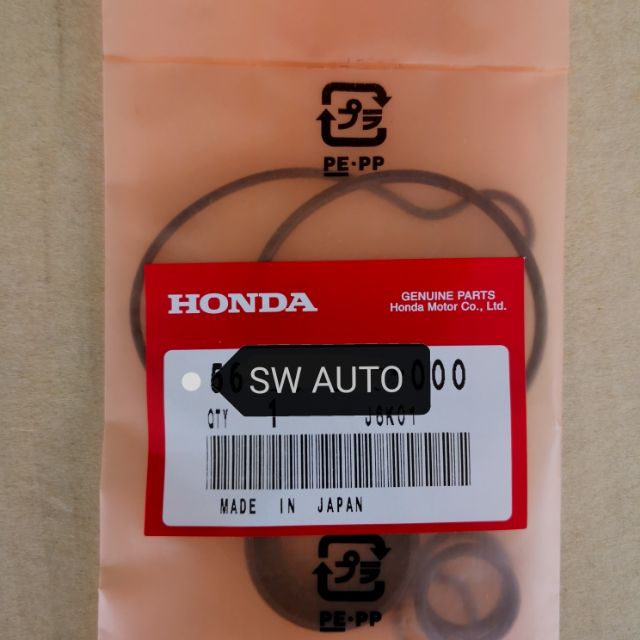 プラ
PE·PP
HONDA
GENUINE PARTS
Honda Motor Co., Ltd.
SW AUTO
QTY 1
MADE IN JAPAN
プラ
PE·PP